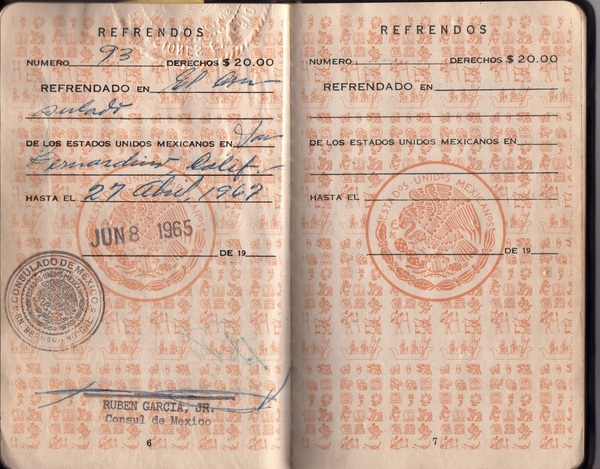 REFRENDOS
NUMERO 93 DERECHOS $ 20.00
REFRENDADO EN El Con-
sulado
DE LOS ESTADOS UNIDOS MEXICANOS EN San
Bernardino Calif.
HASTA EL 27 Abril, 1967
JUN 8 1965
DE 19
CONSULADO DE MEXICO
RUBEN GARCIA, JR.
Consul de Mexico
6
REFRENDOS
NUMERO DERECHOS $ 20.00
REFRENDADO EN
DE LOS ESTADOS UNIDOS MEXICANOS EN
HASTA EL
ESTADOS UNIDOS MEXICANOS
DE 19
7